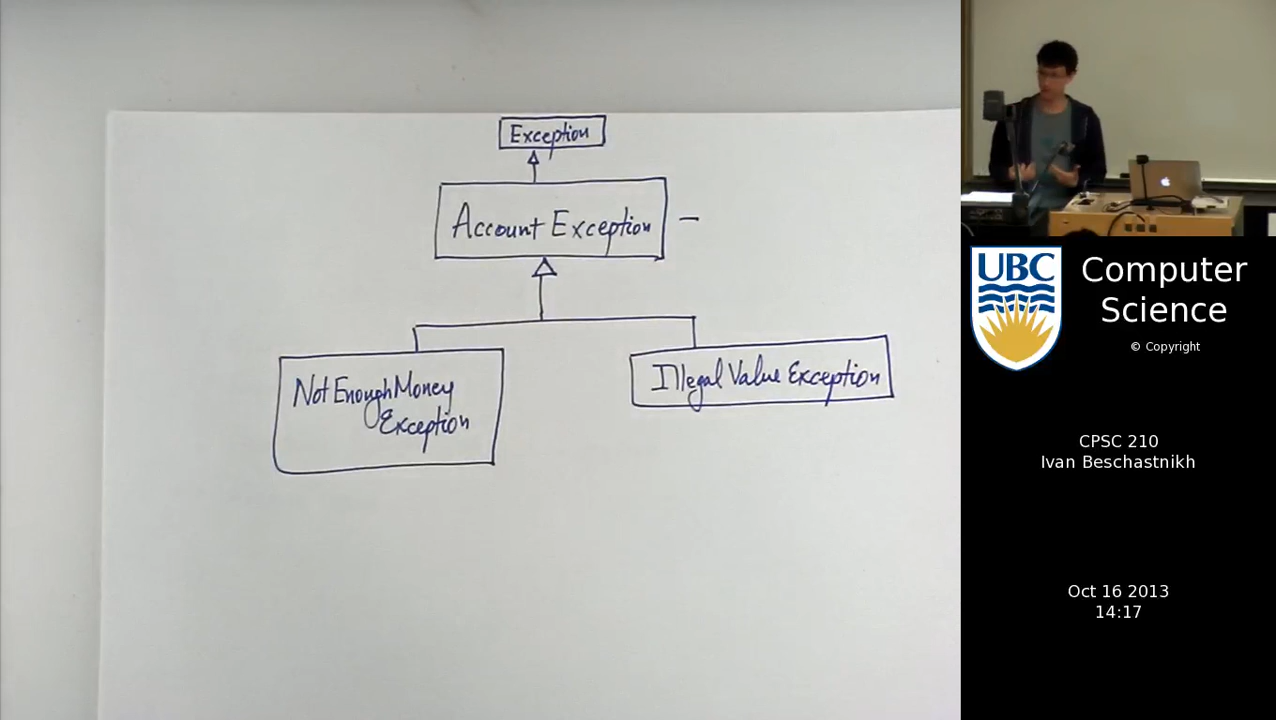 Exception
Account Exception
Not Enough Money
Exception
Illegal Value Exception
UBC
Computer
Science
© Copyright
CPSC 210
Ivan Beschastnikh
Oct 16 2013
14:17